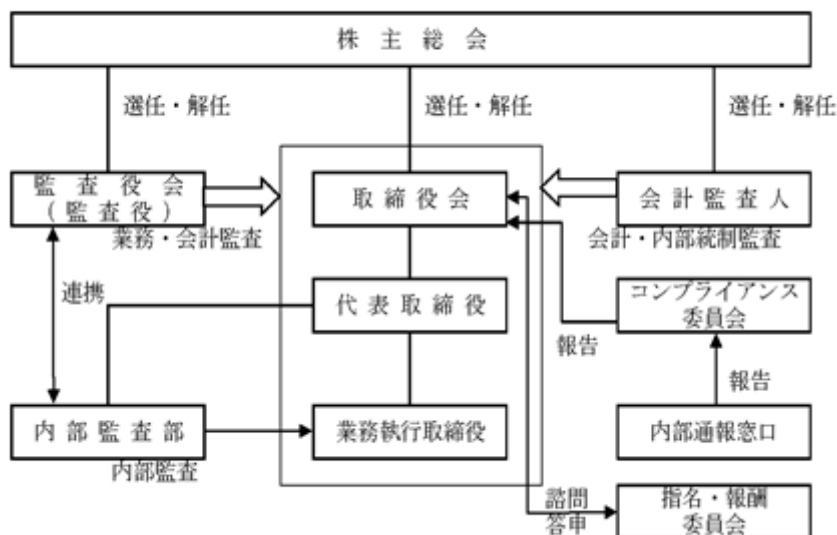 株主総会
選任・解任
選任・解任
選任・解任
監査役会
(監査役)
取締役会
会計監査人
業務・会計監査
会計・内部統制監査
連携
代表取締役
コンプライアンス
委員会
報告
報告
内部監査部
業務執行取締役
内部通報窓口
内部監査
諮問
答申
指名・報酬
委員会